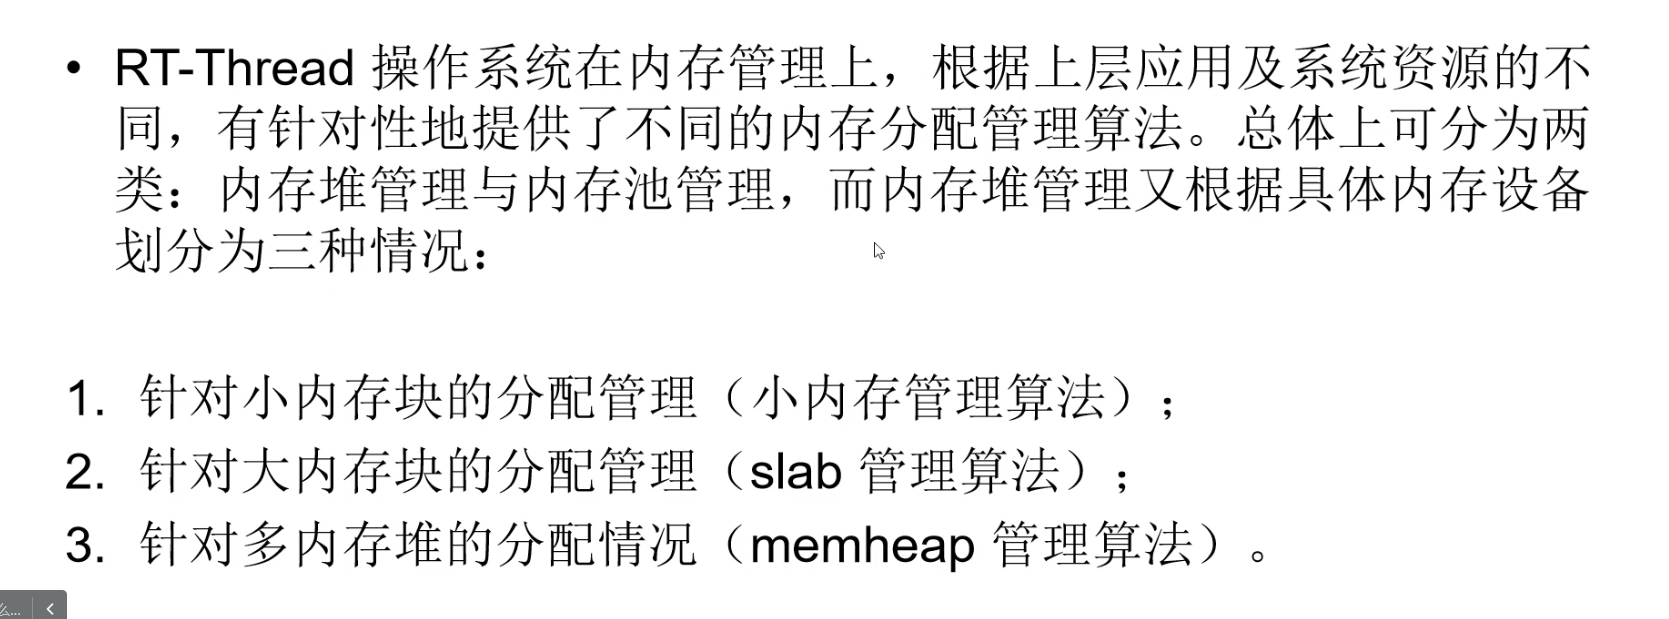 • RT-Thread 操作系统在内存管理上，根据上层应用及系统资源的不
同，有针对性地提供了不同的内存分配管理算法。总体上可分为两
类：内存堆管理与内存池管理，而内存堆管理又根据具体内存设备
划分为三种情况：
1. 针对小内存块的分配管理（小内存管理算法）；
2. 针对大内存块的分配管理（slab 管理算法）；
3. 针对多内存堆的分配情况（memheap 管理算法）。
么...